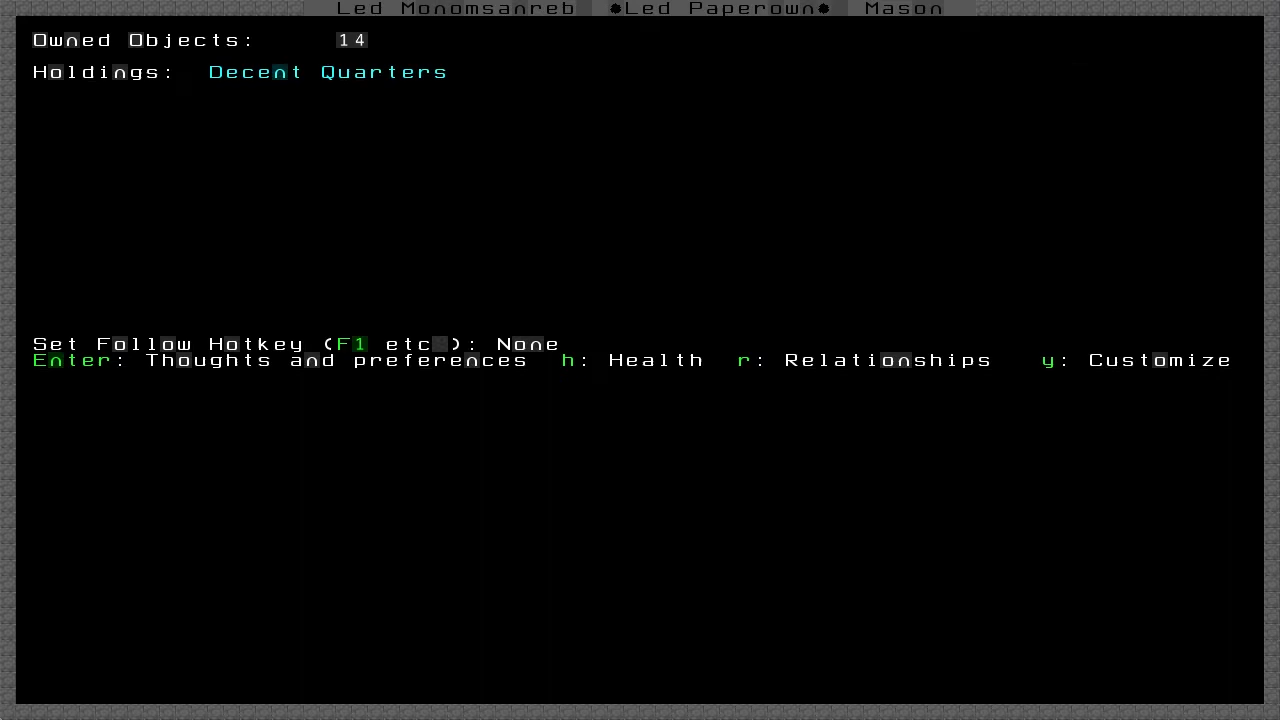 Led Monomsanreb ●Led Paperown● Mason
Owned Objects: 14
Holdings: Decent Quarters
Set Follow Hotkey (F1 etc ): None
Enter: Thoughts and preferences h: Health r: Relationships y: Customize